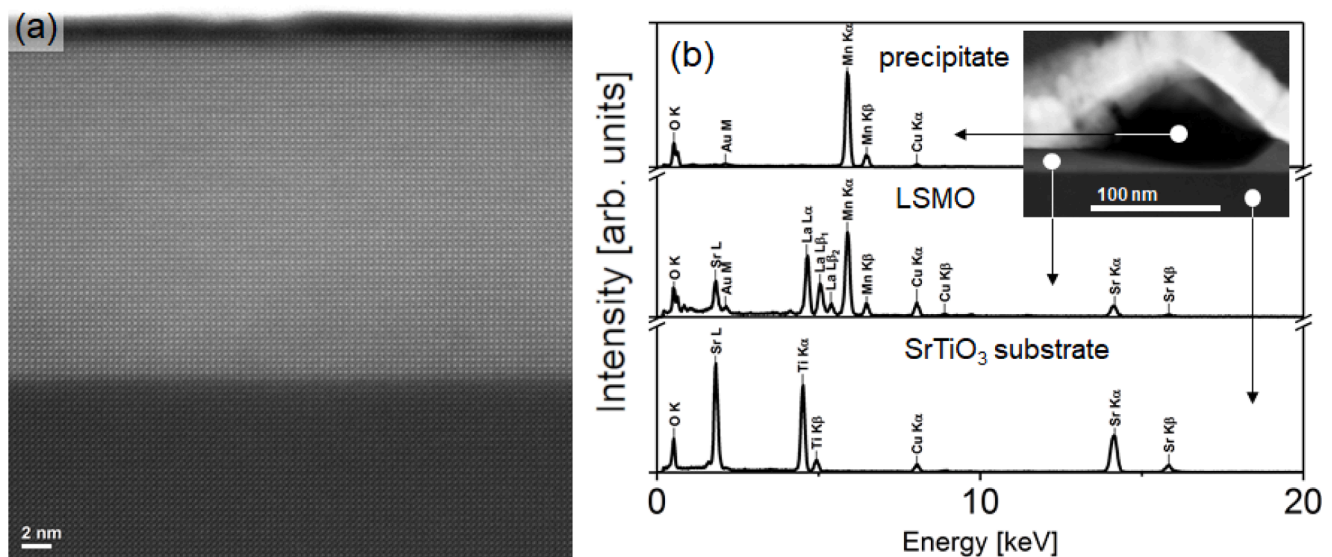 (a)
2 nm
(b)
Intensity [arb. units]
precipitate
O K
Au M
Mn Kα
Mn Kβ
Cu Kα
100 nm
LSMO
O K
Sr L
Au M
La Lα
La Lβ₁
La Lβ₂
Mn Kα
Mn Kβ
Cu Kα
Cu Kβ
Sr Kα
Sr Kβ
SrTiO₃ substrate
O K
Sr L
Ti Kα
Ti Kβ
Cu Kα
Sr Kα
Sr Kβ
0 10 20
Energy [keV]